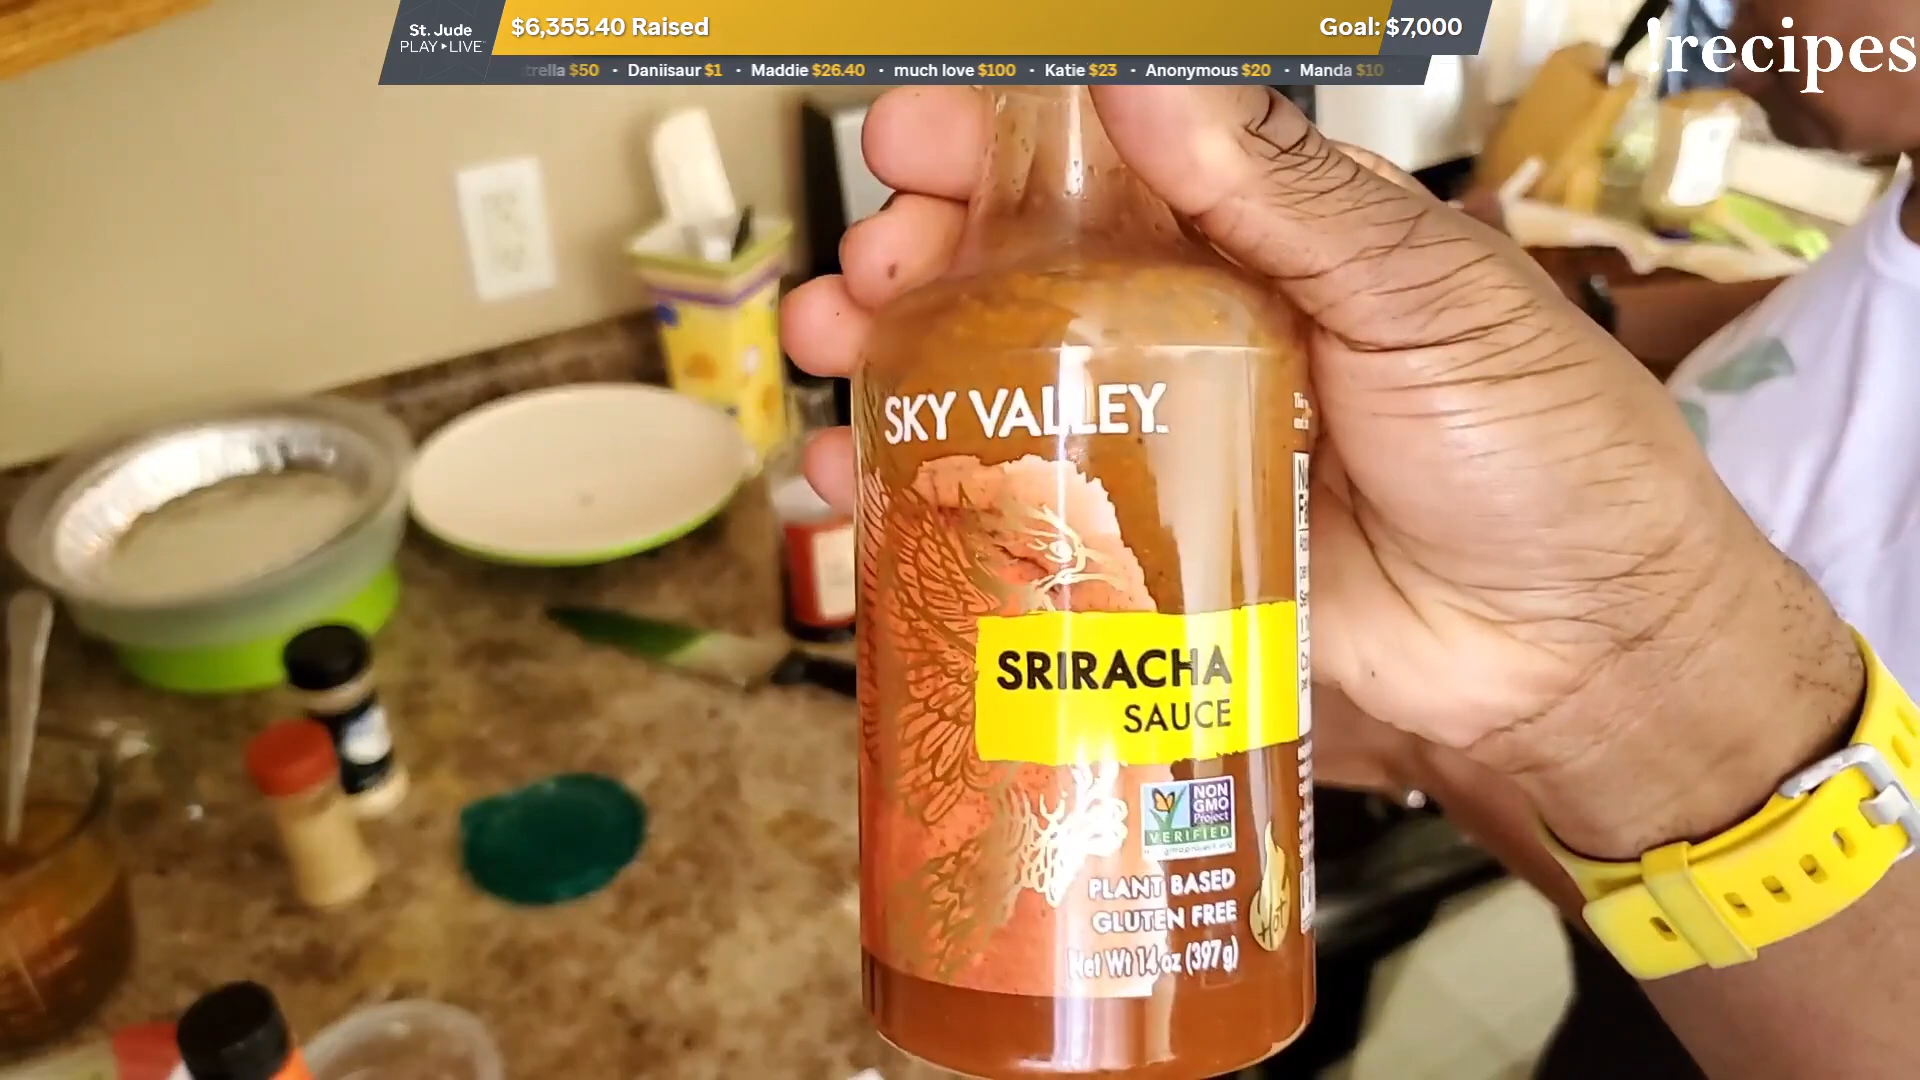 St. Jude
PLAY LIVE
$6,355.40 Raised
Goal: $7,000
trella $50 · Daniisaur $1 · Maddie $26.40 · much love $100 · Katie $23 · Anonymous $20 · Manda $10
!recipes
SKY VALLEY
SRIRACHA
SAUCE
NON
GMO
Project
VERIFIED
PLANT BASED
GLUTEN FREE
Hot
Net Wt 14 oz (397g)